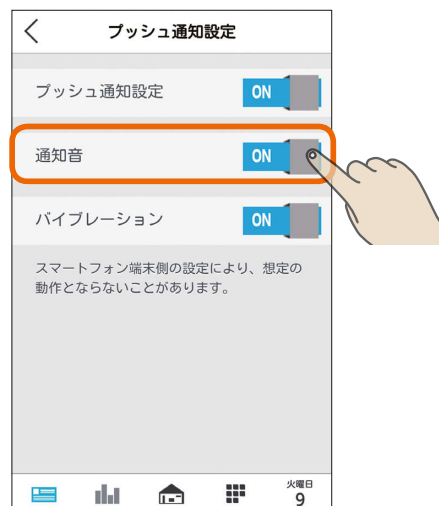 プッシュ通知設定
プッシュ通知設定 ON
通知音 ON
バイブレーション ON
スマートフォン端末側の設定により、想定の
動作とならないことがあります。
火曜日
9